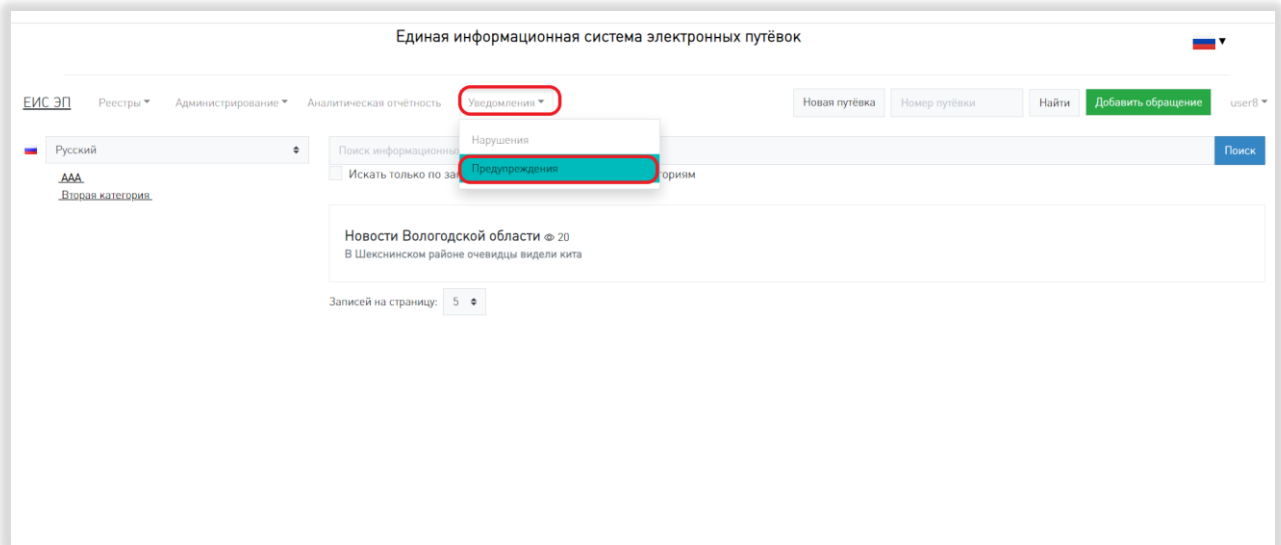 Единая информационная система электронных путёвок
ЕИС ЭП Реестры Администрирование Аналитическая отчётность Уведомления Новая путёвка Номер путёвки Найти Добавить обращение user8
Нарушения
Предупреждения
Русский
Поиск информационны
Поиск
Искать только по за
ориям
ААА
Вторая категория
Новости Вологодской области 20
В Шекснинском районе очевидцы видели кита
Записей на страницу: 5